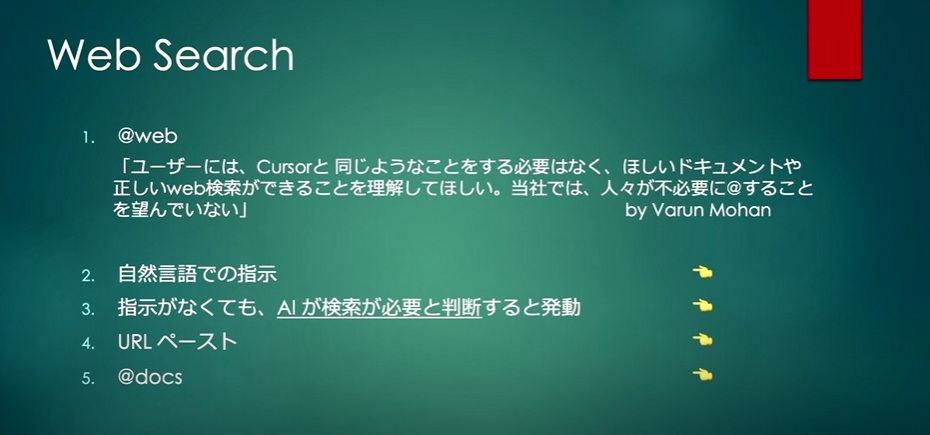 Web Search
1. @web
「ユーザーには、Cursorと 同じようなことをする必要はなく、ほしいドキュメントや
正しいweb検索ができることを理解してほしい。当社では、人々が不必要に@すること
を望んでいない」 by Varun Mohan
2. 自然言語での指示 👈
3. 指示がなくても、AI が検索が必要と判断すると発動 👈
4. URL ペースト 👈
5. @docs 👈